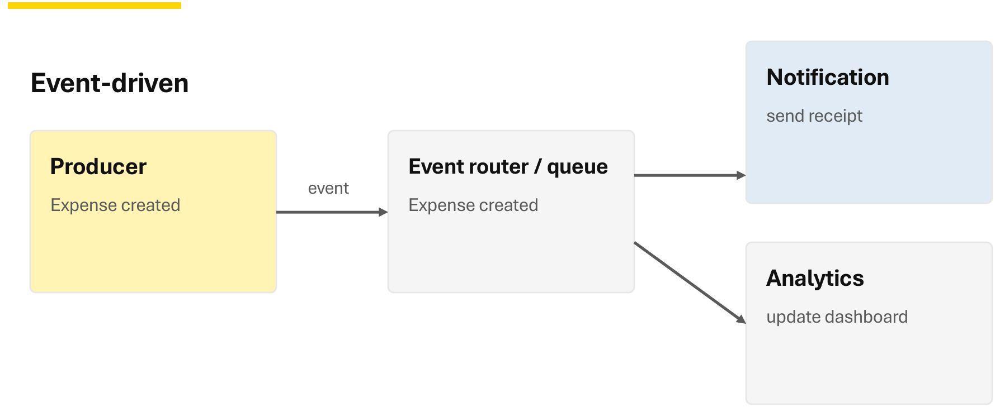 Event-driven
Producer
Expense created
event
Event router / queue
Expense created
Notification
send receipt
Analytics
update dashboard